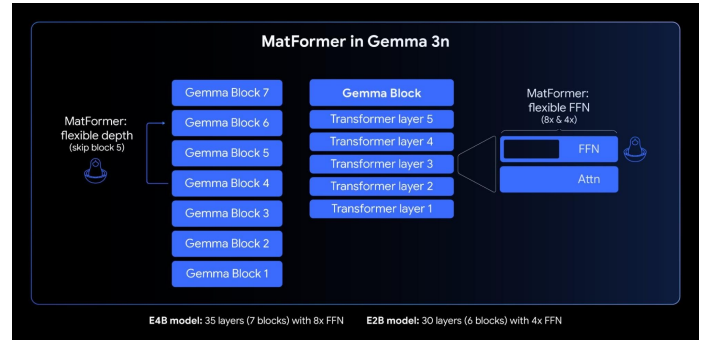 MatFormer in Gemma 3n
MatFormer:
flexible depth
(skip block 5)
Gemma Block 7
Gemma Block 6
Gemma Block 5
Gemma Block 4
Gemma Block 3
Gemma Block 2
Gemma Block 1
Gemma Block
Transformer layer 5
Transformer layer 4
Transformer layer 3
Transformer layer 2
Transformer layer 1
MatFormer:
flexible FFN
(8x & 4x)
FFN
Attn
E4B model: 35 layers (7 blocks) with 8x FFN
E2B model: 30 layers (6 blocks) with 4x FFN